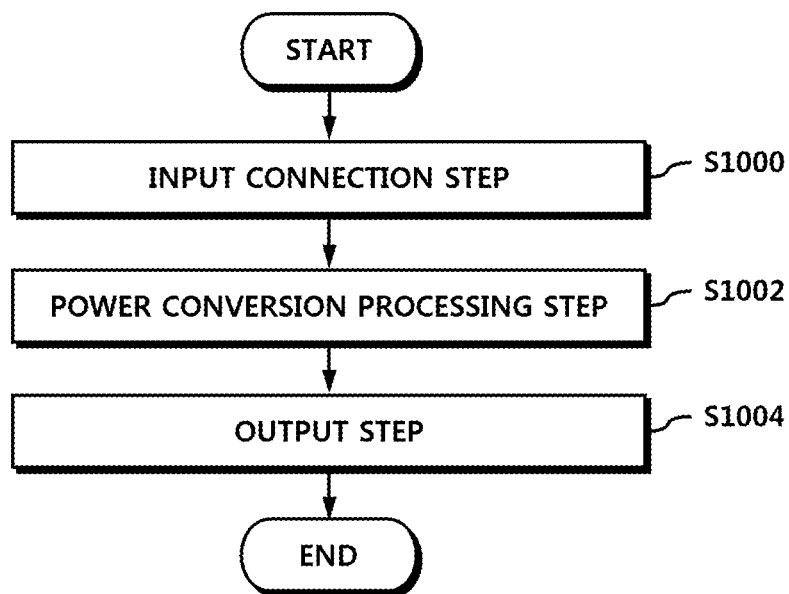 START
INPUT CONNECTION STEP
S1000
POWER CONVERSION PROCESSING STEP
S1002
OUTPUT STEP
S1004
END